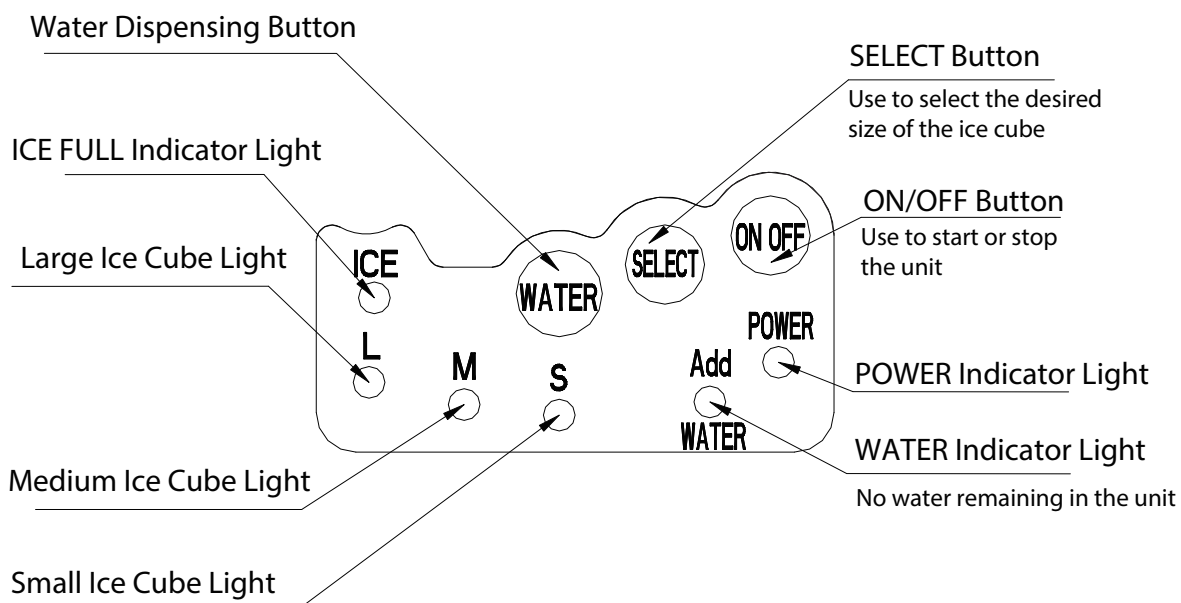 Water Dispensing Button
SELECT Button
Use to select the desired
size of the ice cube
ICE FULL Indicator Light
ON/OFF Button
Use to start or stop
the unit
Large Ice Cube Light
ICE
WATER
SELECT
ON OFF
L
M
S
Add
WATER
POWER
POWER Indicator Light
WATER Indicator Light
No water remaining in the unit
Medium Ice Cube Light
Small Ice Cube Light